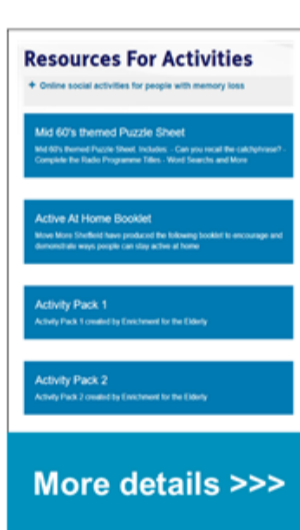 Resources For Activities
+ Online social activities for people with memory loss
Mid 60's themed Puzzle Sheet
Mid 60's themed Puzzle Sheet. Includes: - Can you recall the catchphrase? -
Complete the Radio Programme Titles - Word Searchs and More
Active At Home Booklet
Move More Sheffield have produced the following booklet to encourage and
demonstrate ways people can stay active at home
Activity Pack 1
Activity Pack 1 created by Enrichment for the Elderly
Activity Pack 2
Activity Pack 2 created by Enrichment for the Elderly
More details >>>